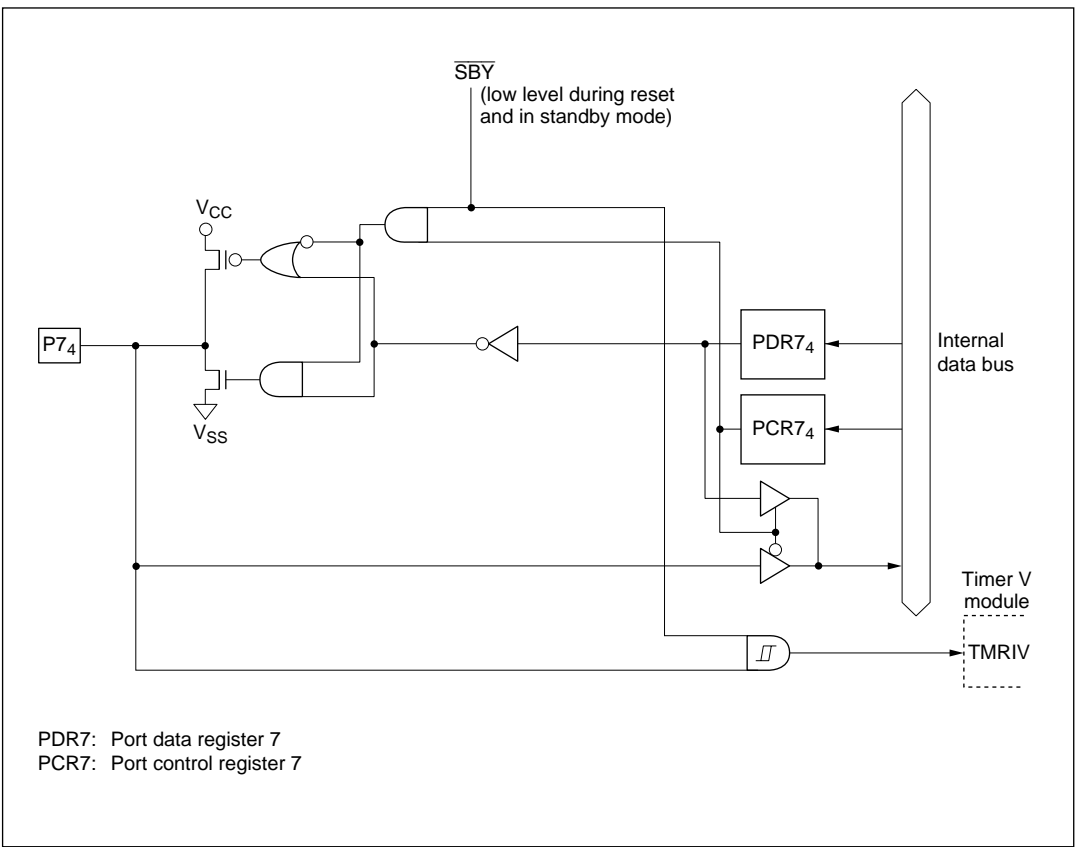 SBY
(low level during reset
and in standby mode)
VCC
P74
VSS
PDR74
PCR74
Internal
data bus
Timer V
module
TMRIV
PDR7: Port data register 7
PCR7: Port control register 7